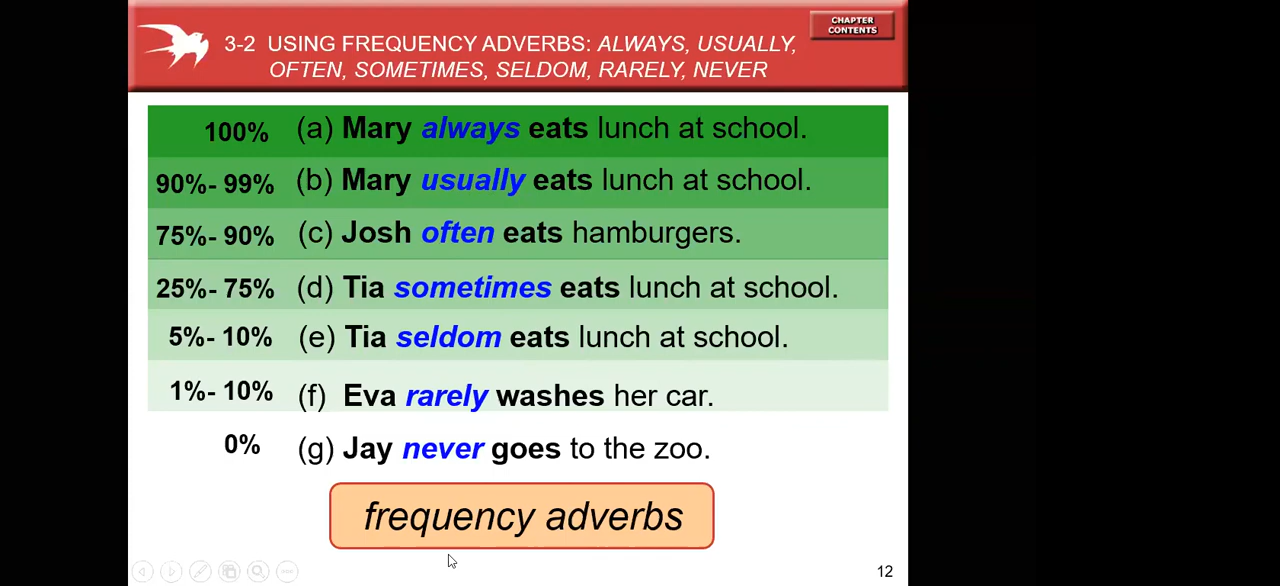 CHAPTER
CONTENTS
3-2 USING FREQUENCY ADVERBS: ALWAYS, USUALLY,
OFTEN, SOMETIMES, SELDOM, RARELY, NEVER
100% (a) Mary always eats lunch at school.
90%- 99% (b) Mary usually eats lunch at school.
75%- 90% (c) Josh often eats hamburgers.
25%- 75% (d) Tia sometimes eats lunch at school.
5%- 10% (e) Tia seldom eats lunch at school.
1%- 10% (f) Eva rarely washes her car.
0% (g) Jay never goes to the zoo.
frequency adverbs
12